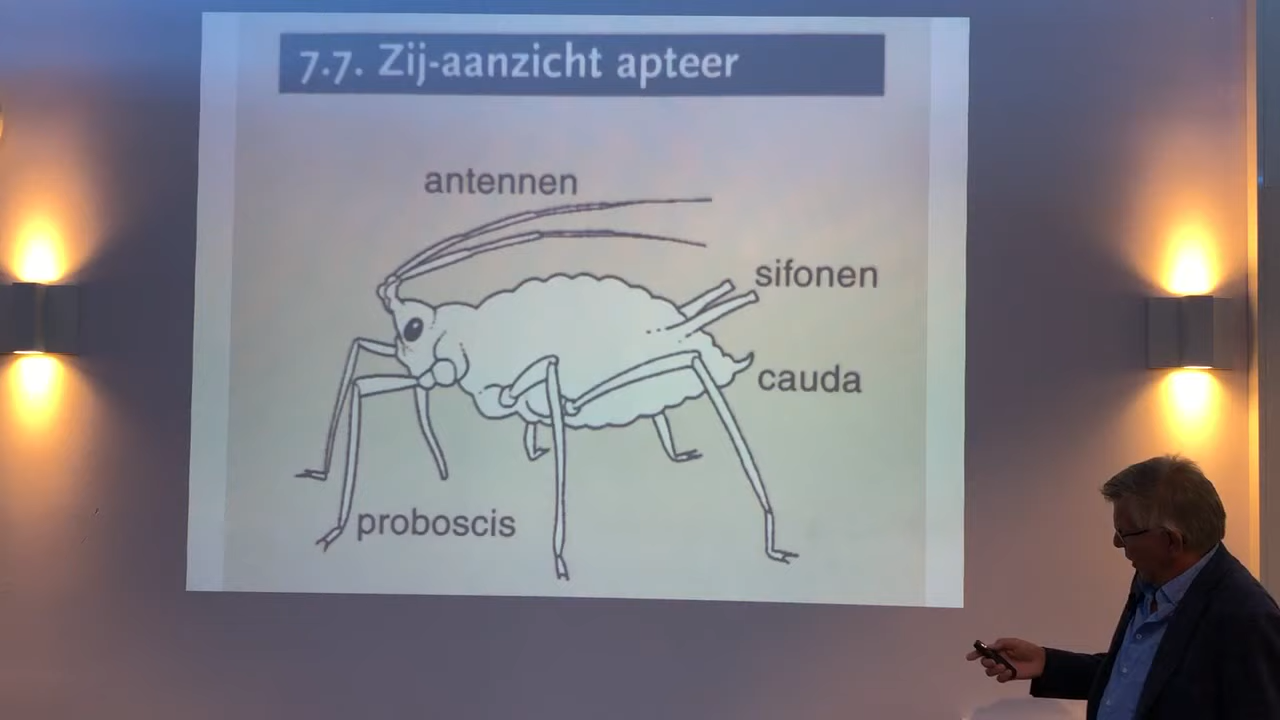 7.7. Zij-aanzicht apteer
antennen
sifonen
cauda
proboscis